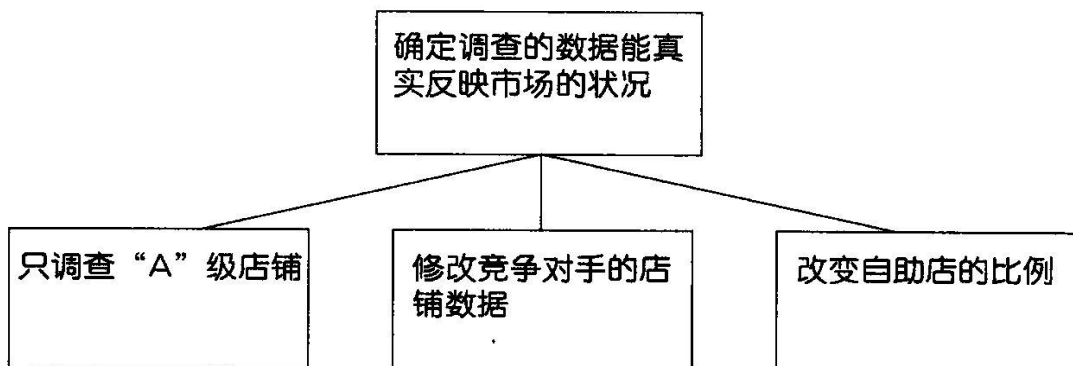 确定调查的数据能真
实反映市场的状况
只调查“A”级店铺
修改竞争对手的店
铺数据
改变自助店的比例